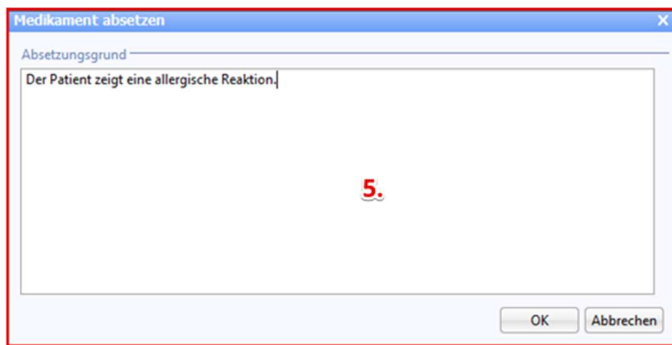 Medikament absetzen X
Absetzungsgrund
Der Patient zeigt eine allergische Reaktion.
5.
OK Abbrechen